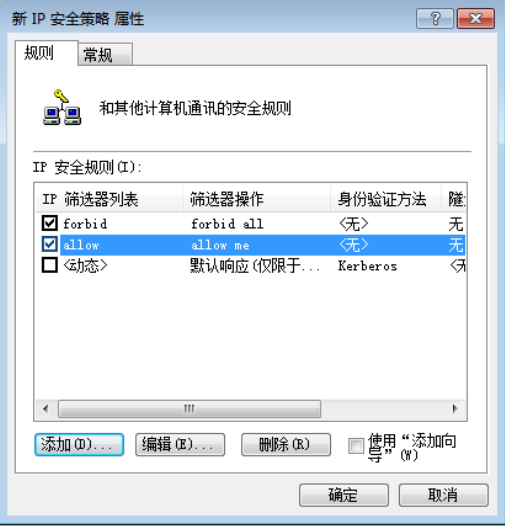 新 IP 安全策略 属性
规则 常规
和其他计算机通讯的安全规则
IP 安全规则(I):
IP 筛选器列表 筛选器操作 身份验证方法 隧
forbid forbid all <无> 无
allow allow me <无> 无
<动态> 默认响应(仅限于... Kerberos <无
添加(D)... 编辑(E)... 删除(R) 使用“添加向
导”(W)
确定 取消